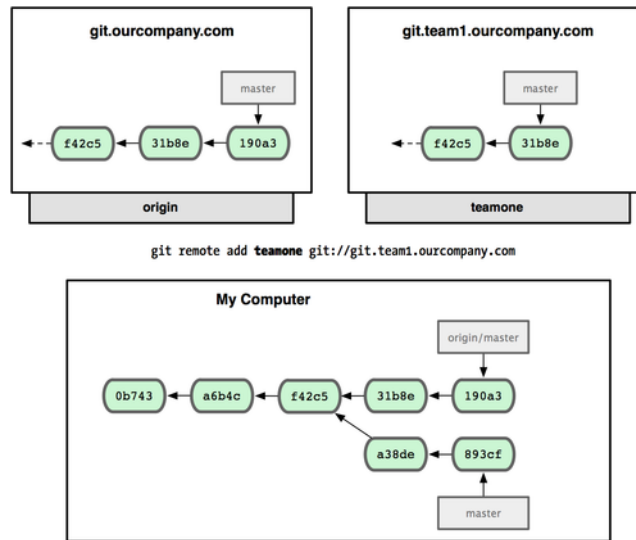 git.ourcompany.com
master
f42c5 31b8e 190a3
origin
git.team1.ourcompany.com
master
f42c5 31b8e
teamone
git remote add teamone git://git.team1.ourcompany.com
My Computer
origin/master
0b743 a6b4c f42c5 31b8e 190a3
a38de 893cf
master